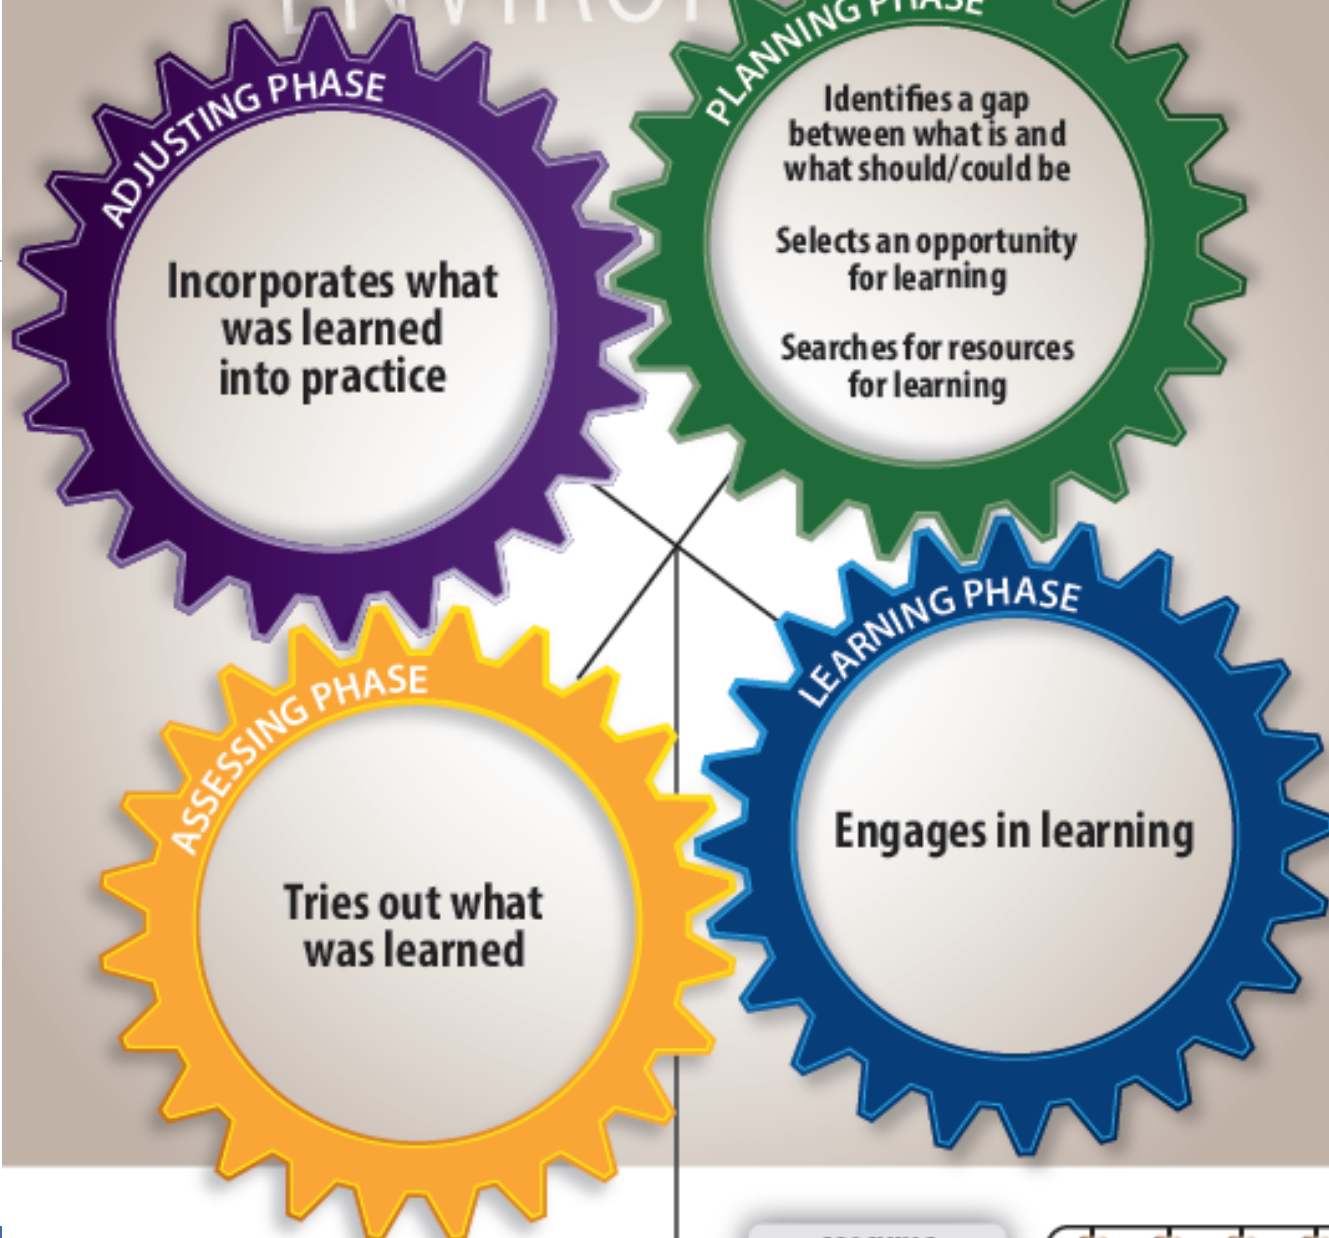 ADJUSTING PHASE
Incorporates what
was learned
into practice
PLANNING PHASE
Identifies a gap
between what is and
what should/could be
Selects an opportunity
for learning
Searches for resources
for learning
LEARNING PHASE
Engages in learning
ASSESSING PHASE
Tries out what
was learned